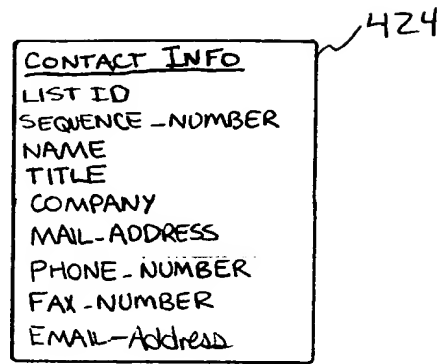 424
CONTACT INFO
LIST ID
SEQUENCE_NUMBER
NAME
TITLE
COMPANY
MAIL-ADDRESS
PHONE-NUMBER
FAX-NUMBER
EMAIL-Address